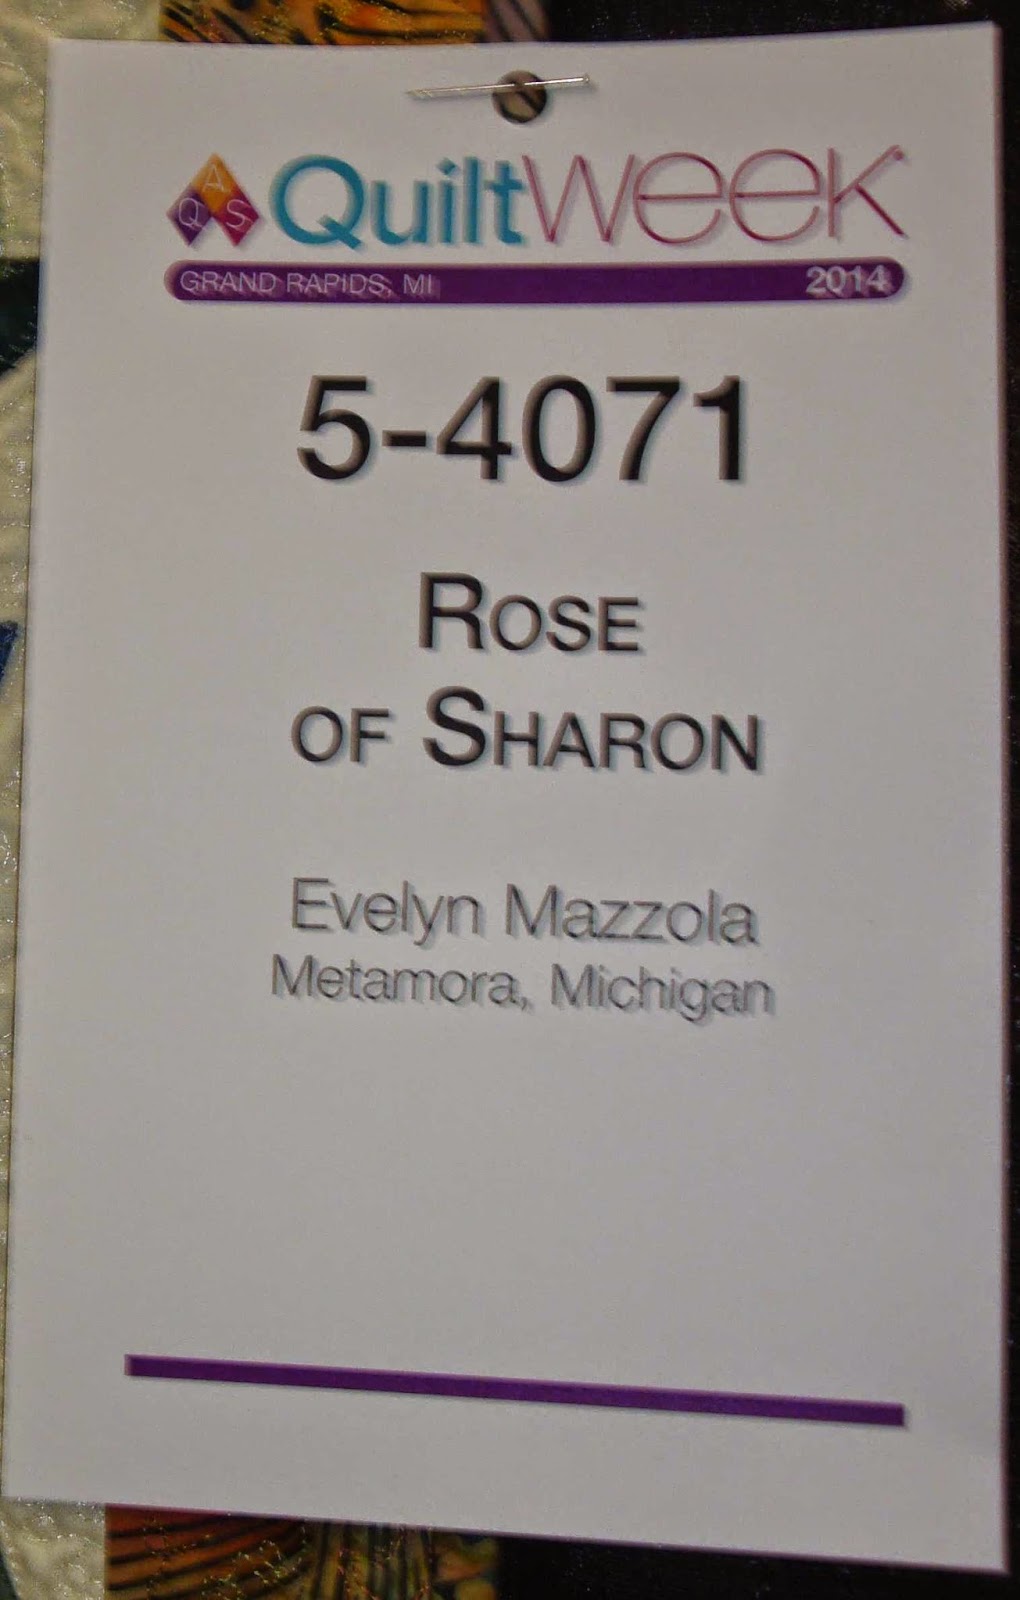 AQS QuiltWeek
GRAND RAPIDS, MI 2014
5-4071
ROSE
OF SHARON
Evelyn Mazzola
Metamora, Michigan